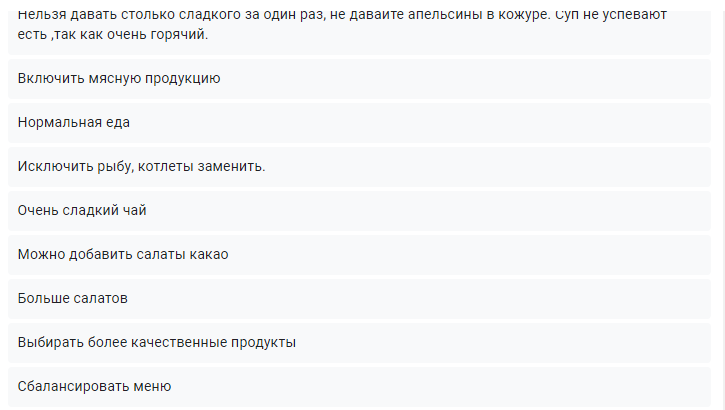 Нельзя давать столько сладкого за один раз, не давайте апельсины в кожуре. Суп не успевают
есть ,так как очень горячий.
Включить мясную продукцию
Нормальная еда
Исключить рыбу, котлеты заменить.
Очень сладкий чай
Можно добавить салаты какао
Больше салатов
Выбирать более качественные продукты
Сбалансировать меню